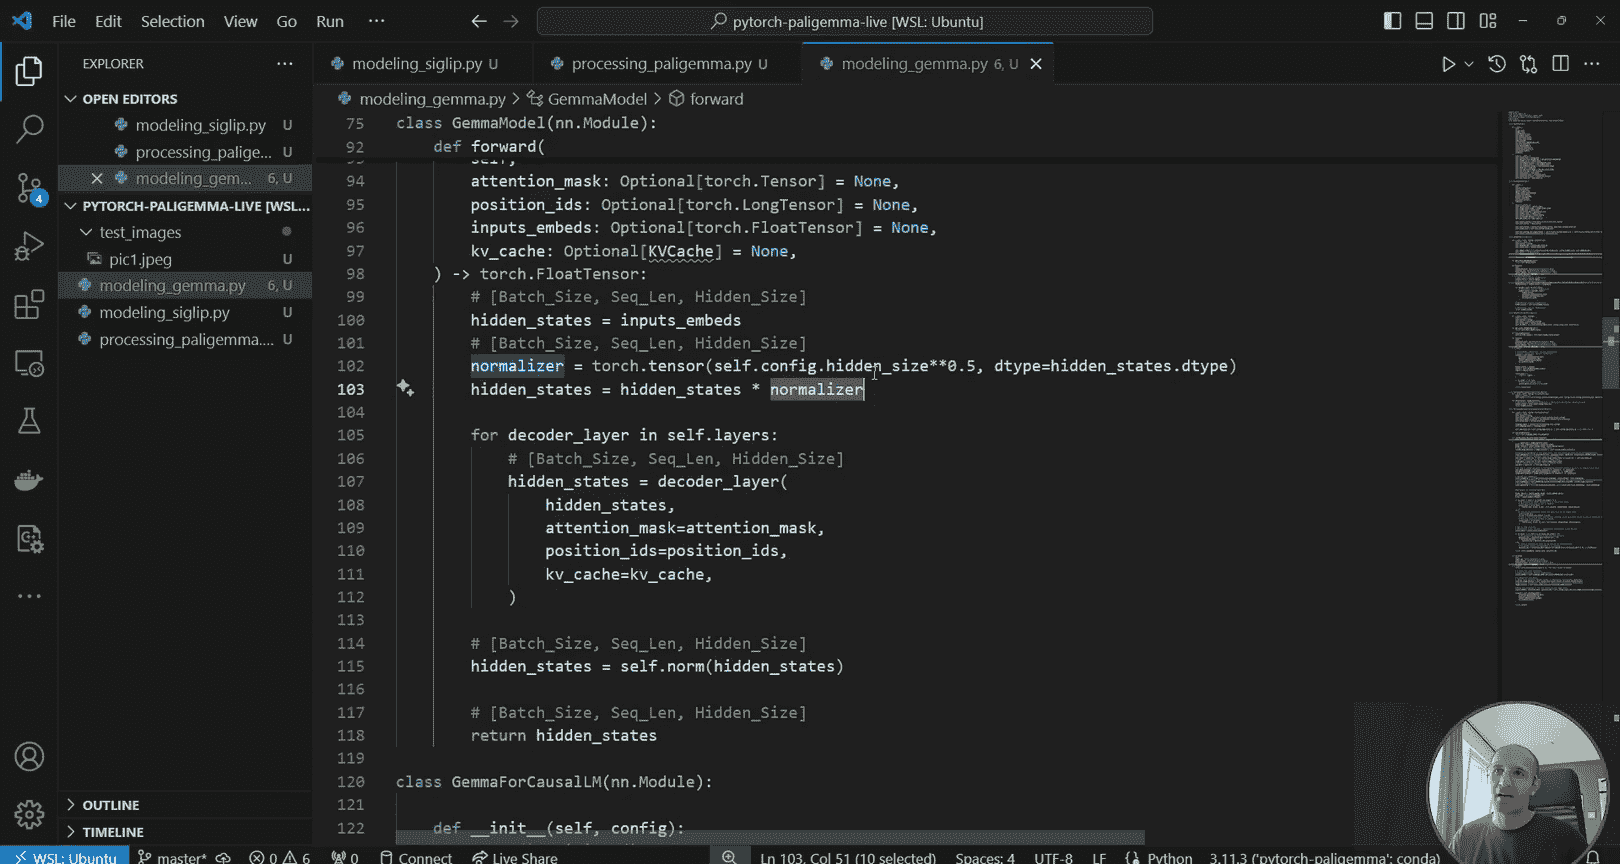 File Edit Selection View Go Run ··· pytorch-paligemma-live [WSL: Ubuntu]
EXPLORER ···
OPEN EDITORS
modeling_siglip.py U
processing_palige... U
modeling_gem... 6, U
PYTORCH-PALIGEMMA-LIVE [WSL...
test_images
pic1.jpeg U
modeling_gemma.py 6, U
modeling_siglip.py U
processing_paligemma.... U
4
OUTLINE
TIMELINE
modeling_siglip.py U processing_paligemma.py U modeling_gemma.py 6, U
modeling_gemma.py > GemmaModel > forward
75 class GemmaModel(nn.Module):
92 def forward(
94 attention_mask: Optional[torch.Tensor] = None,
95 position_ids: Optional[torch.LongTensor] = None,
96 inputs_embeds: Optional[torch.FloatTensor] = None,
97 kv_cache: Optional[KVCache] = None,
98 ) -> torch.FloatTensor:
99 # [Batch_Size, Seq_Len, Hidden_Size]
100 hidden_states = inputs_embeds
101 # [Batch_Size, Seq_Len, Hidden_Size]
102 normalizer = torch.tensor(self.config.hidden_size**0.5, dtype=hidden_states.dtype)
103 hidden_states = hidden_states * normalizer
104
105 for decoder_layer in self.layers:
106 # [Batch_Size, Seq_Len, Hidden_Size]
107 hidden_states = decoder_layer(
108 hidden_states,
109 attention_mask=attention_mask,
110 position_ids=position_ids,
111 kv_cache=kv_cache,
112 )
113
114 # [Batch_Size, Seq_Len, Hidden_Size]
115 hidden_states = self.norm(hidden_states)
116
117 # [Batch_Size, Seq_Len, Hidden_Size]
118 return hidden_states
119
120 class GemmaForCausalLM(nn.Module):
121
122 def __init__(self, config):
WSL: Ubuntu master* 0 6 0 Connect Live Share Ln 103, Col 51 (10 selected) Spaces: 4 UTF-8 LF Python 3.11.3 ('pytorch-paligemma': conda)